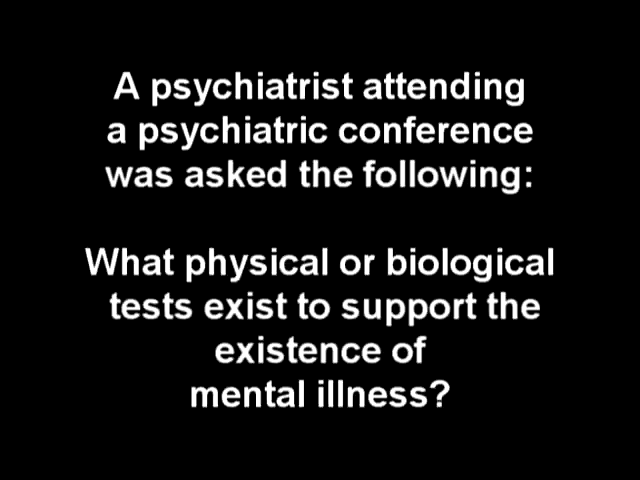 A psychiatrist attending
a psychiatric conference
was asked the following:
What physical or biological
tests exist to support the
existence of
mental illness?